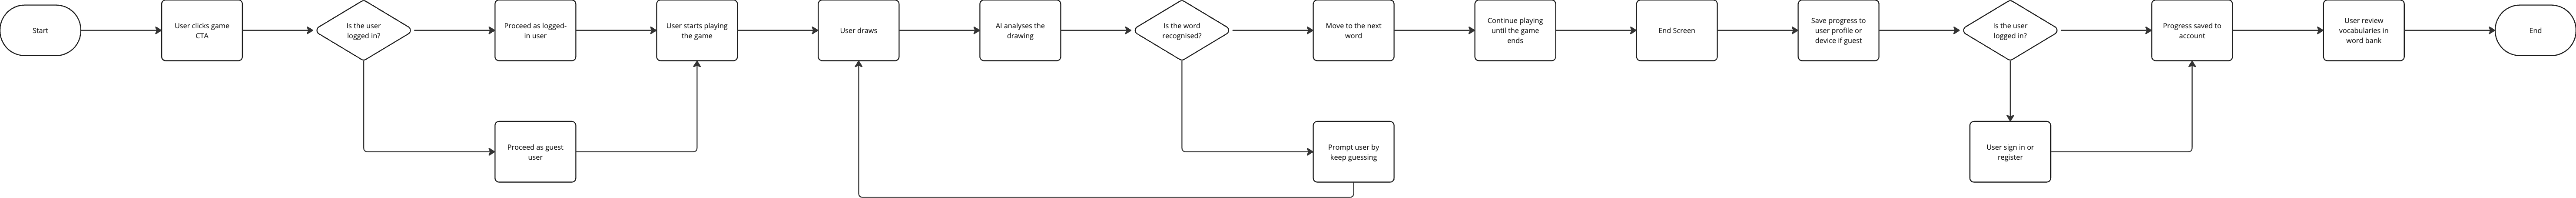 Start
User clicks game
CTA
Is the user
logged in?
Proceed as logged-
in user
User starts playing
the game
User draws
AI analyses the
drawing
Is the word
recognised?
Move to the next
word
Continue playing
until the game
ends
End Screen
Save progress to
user profile or
device if guest
Is the user
logged in?
Progress saved to
account
User review
vocabularies in
word bank
End
Proceed as guest
user
Prompt user by
keep guessing
User sign in or
register